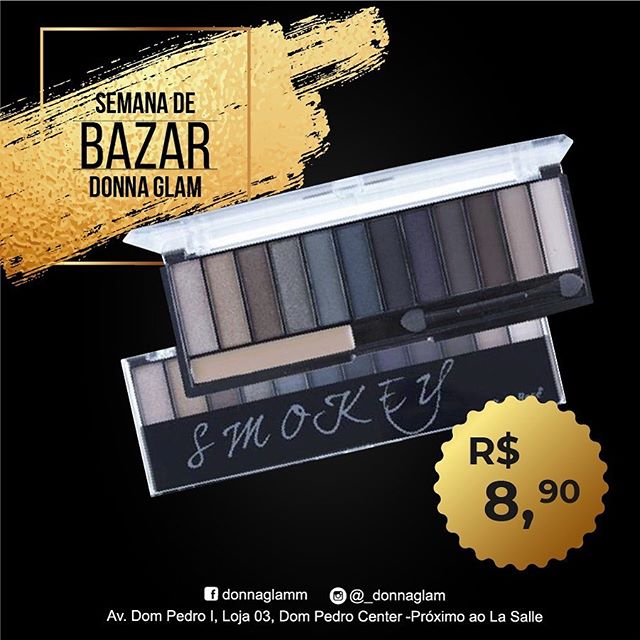 SEMANA DE
BAZAR
DONNA GLAM
SMOKEY
R$
8,90
donnaglamm @_donnaglam
Av. Dom Pedro I, Loja 03, Dom Pedro Center -Próximo ao La Salle